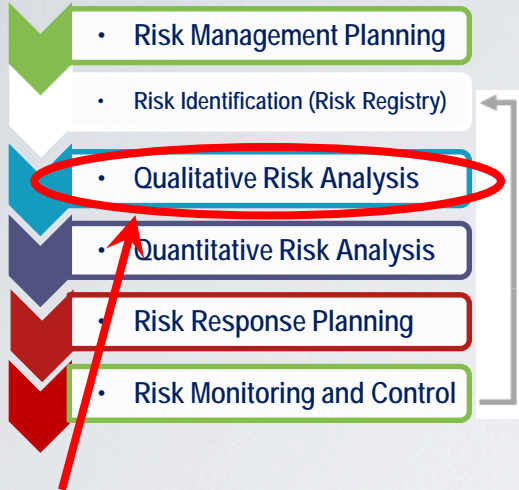 • Risk Management Planning
• Risk Identification (Risk Registry)
• Qualitative Risk Analysis
• Quantitative Risk Analysis
• Risk Response Planning
• Risk Monitoring and Control